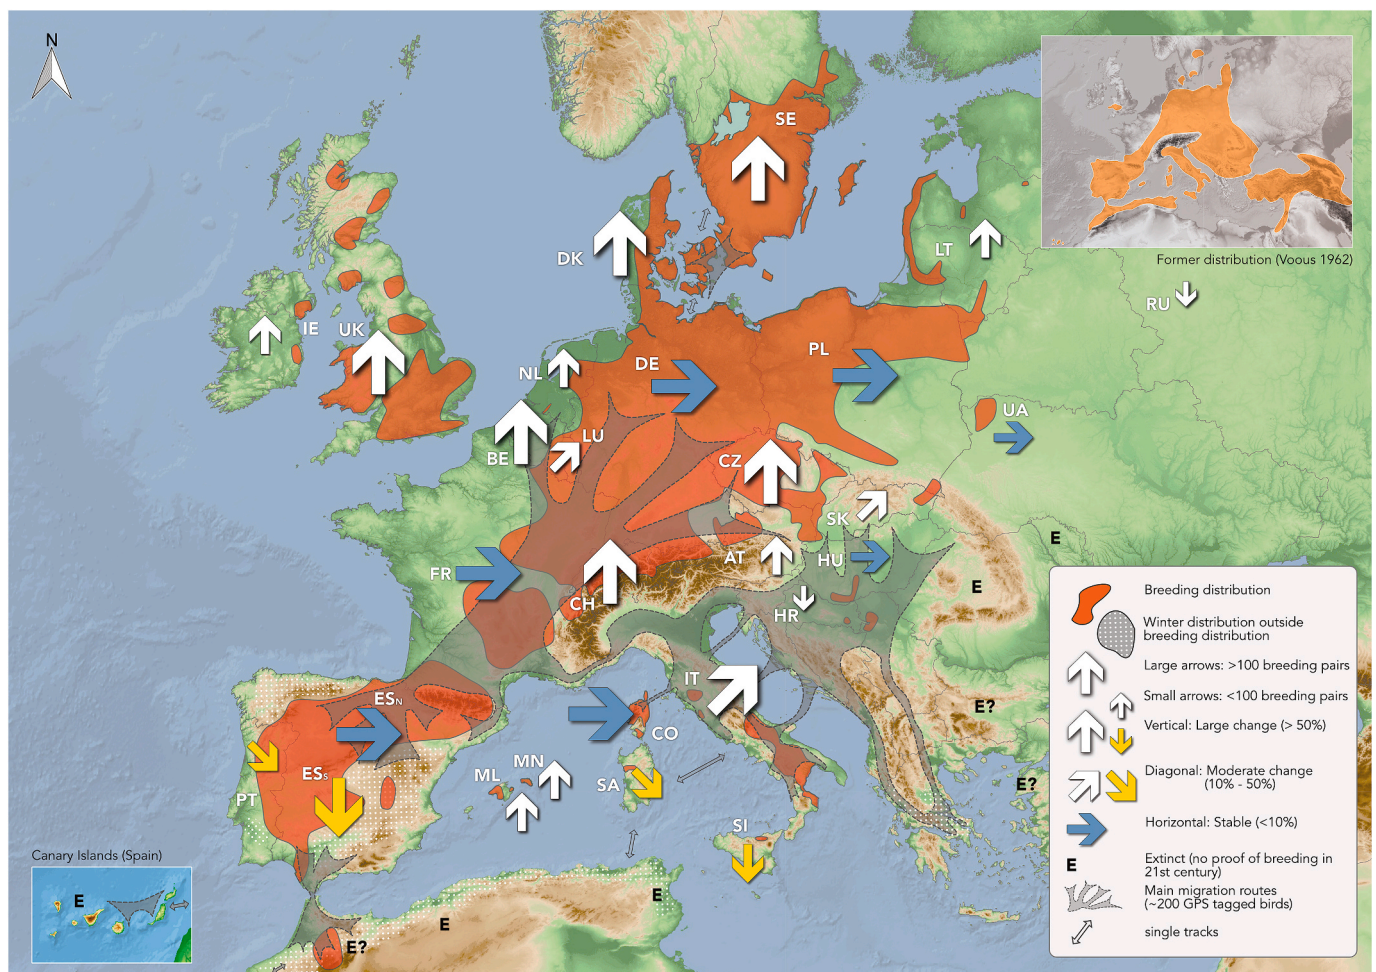 N
SE
DK
LT
Former distribution (Voous 1962)
RU
IE
UK
NL
DE
PL
UA
BE
LU
CZ
SK
FR
CH
AT
HU
HR
E
E
E?
E?
ESN
IT
CO
ESS
PT
ML
MN
SA
SI
Canary Islands (Spain)
E
E
E
E?
Breeding distribution
Winter distribution outside
breeding distribution
Large arrows: >100 breeding pairs
Small arrows: <100 breeding pairs
Vertical: Large change (> 50%)
Diagonal: Moderate change
(10% - 50%)
Horizontal: Stable (<10%)
E
Extinct (no proof of breeding in
21st century)
Main migration routes
(~200 GPS tagged birds)
single tracks